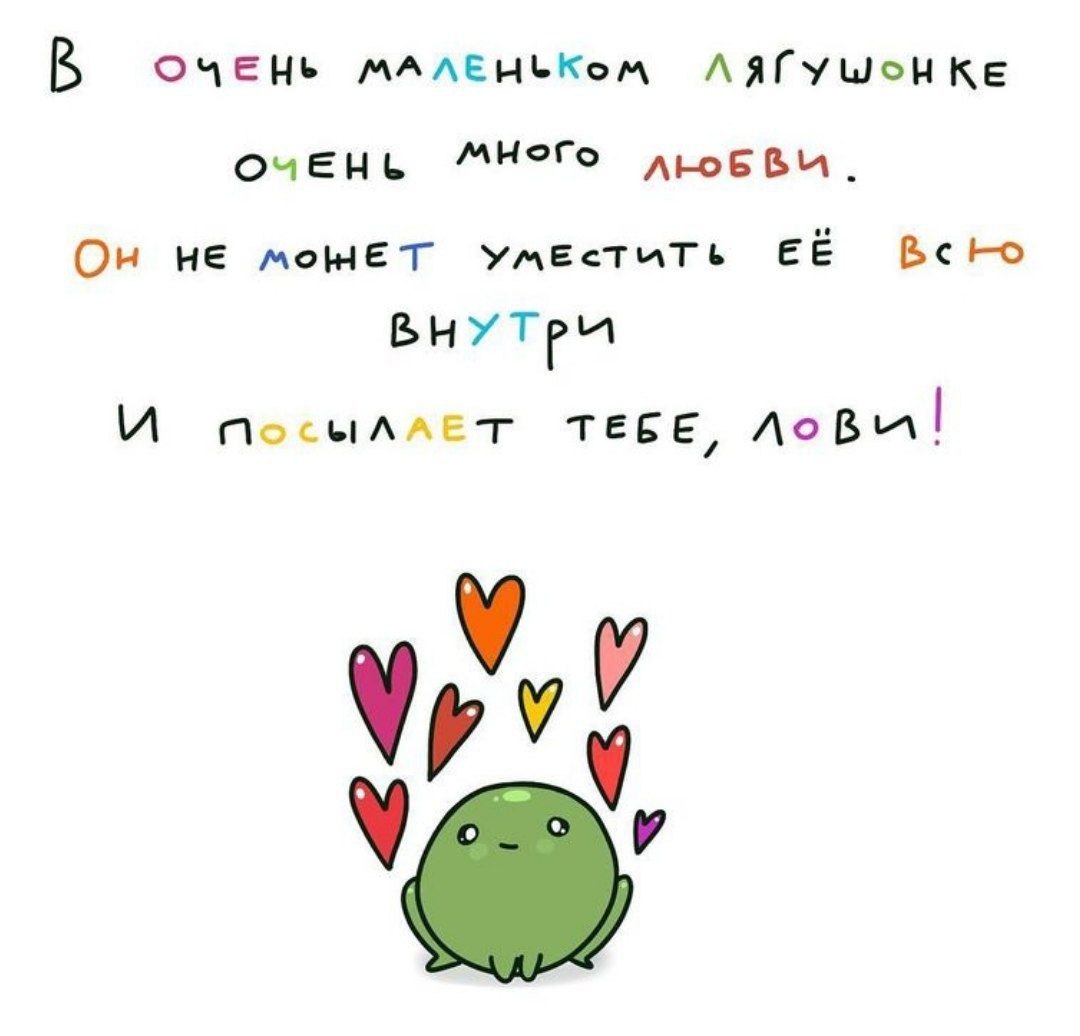 В очень маленьком лягушонке
очень много любви.
Он не может уместить её всю
внутри
И посылает тебе, лови!